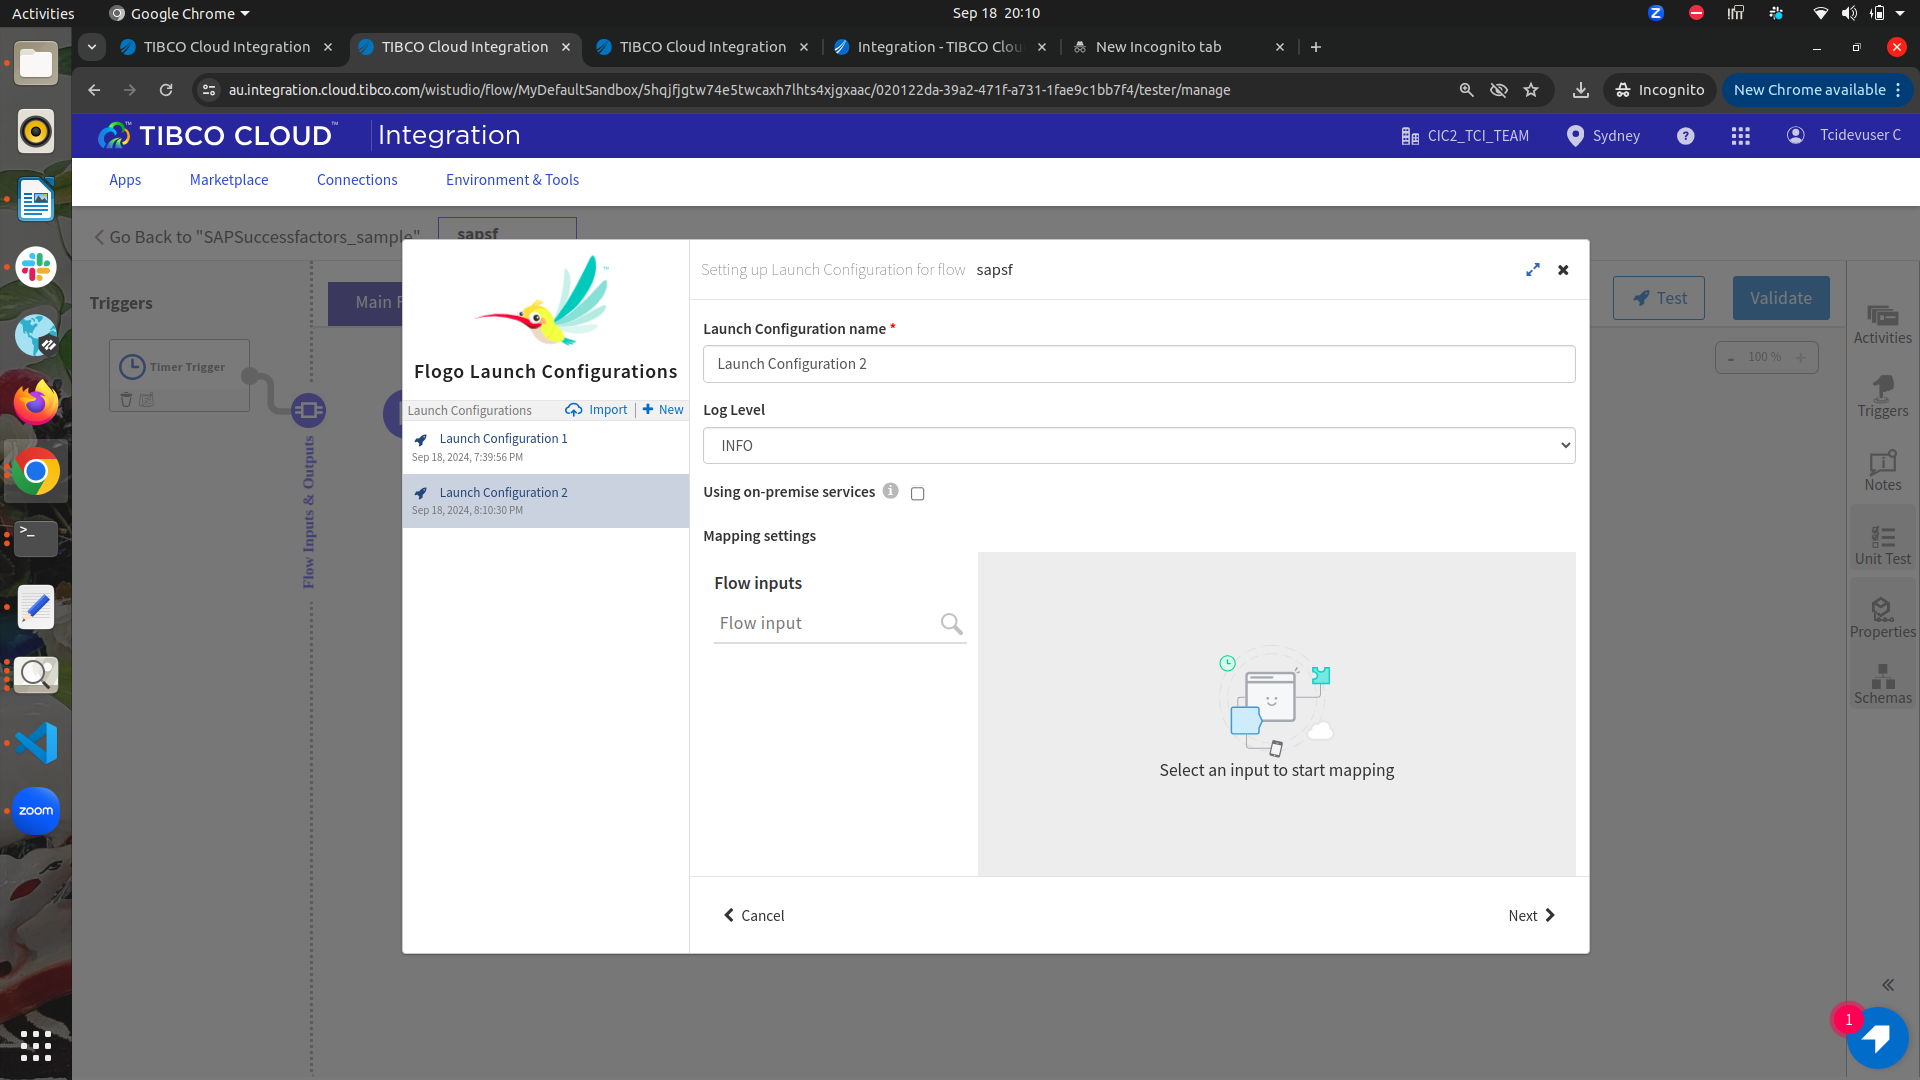 Activities
Google Chrome
Sep 18 20:10
TIBCO Cloud Integration
TIBCO Cloud Integration
TIBCO Cloud Integration
Integration - TIBCO Clou
New Incognito tab
au.integration.cloud.tibco.com/wistudio/flow/MyDefaultSandbox/5hqjfjgtw74e5twcaxh7lhts4xjgxaac/020122da-39a2-471f-a731-1fae9c1bb7f4/tester/manage
Incognito
New Chrome available
TIBCO CLOUD™ Integration
CIC2_TCI_TEAM
Sydney
Tcidevuser C
Apps
Marketplace
Connections
Environment & Tools
Go Back to "SAPSuccessfactors_sample"
sapsf
Triggers
Main F
Test
Validate
Timer Trigger
Flow Inputs & Outputs
- 100 % +
Activities
Triggers
Notes
Unit Test
Properties
Schemas
Flogo Launch Configurations
Launch Configurations
Import
New
Launch Configuration 1
Sep 18, 2024, 7:39:56 PM
Launch Configuration 2
Sep 18, 2024, 8:10:30 PM
Setting up Launch Configuration for flow sapsf
Launch Configuration name *
Launch Configuration 2
Log Level
INFO
Using on-premise services
Mapping settings
Flow inputs
Flow input
Select an input to start mapping
Cancel
Next
zoom
1